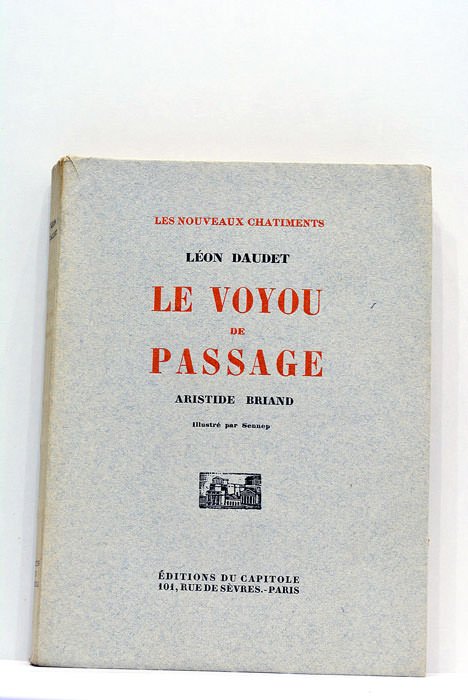 LES NOUVEAUX CHATIMENTS
LÉON DAUDET
LE VOYOU
DE
PASSAGE
ARISTIDE BRIAND
Illustré par Sennep
ÉDITIONS DU CAPITOLE
101, RUE DE SÈVRES.-PARIS